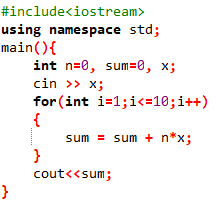 #include<iostream>
using namespace std;
main(){
    int n=0, sum=0, x;
    cin >> x;
    for(int i=1;i<=10;i++)
    {
        sum = sum + n*x;
    }
    cout<<sum;
}